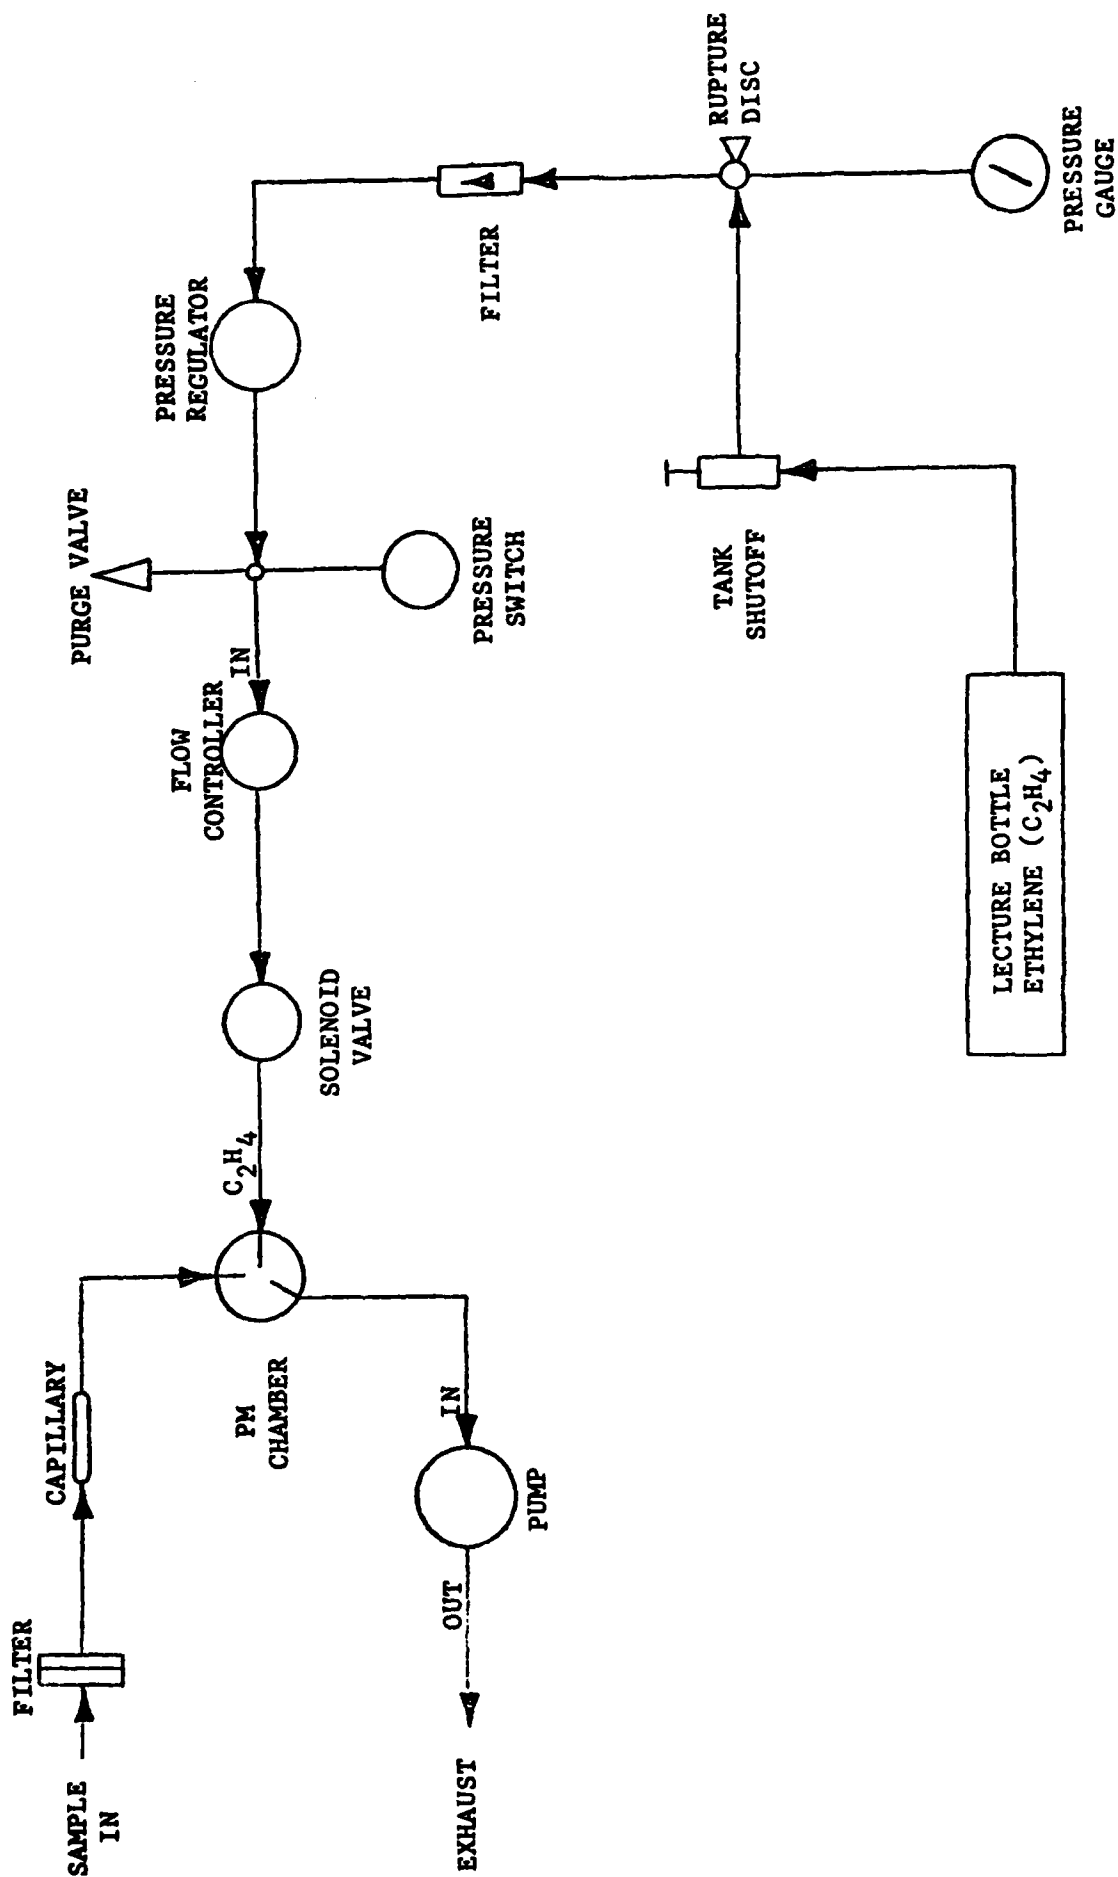 SAMPLE
IN
FILTER
CAPILLARY
PM
CHAMBER
C2H4
SOLENOID
VALVE
FLOW
CONTROLLER
IN
PURGE VALVE
PRESSURE
SWITCH
PRESSURE
REGULATOR
FILTER
RUPTURE
DISC
PRESSURE
GAUGE
TANK
SHUTOFF
LECTURE BOTTLE
ETHYLENE (C2H4)
IN
PUMP
OUT
EXHAUST